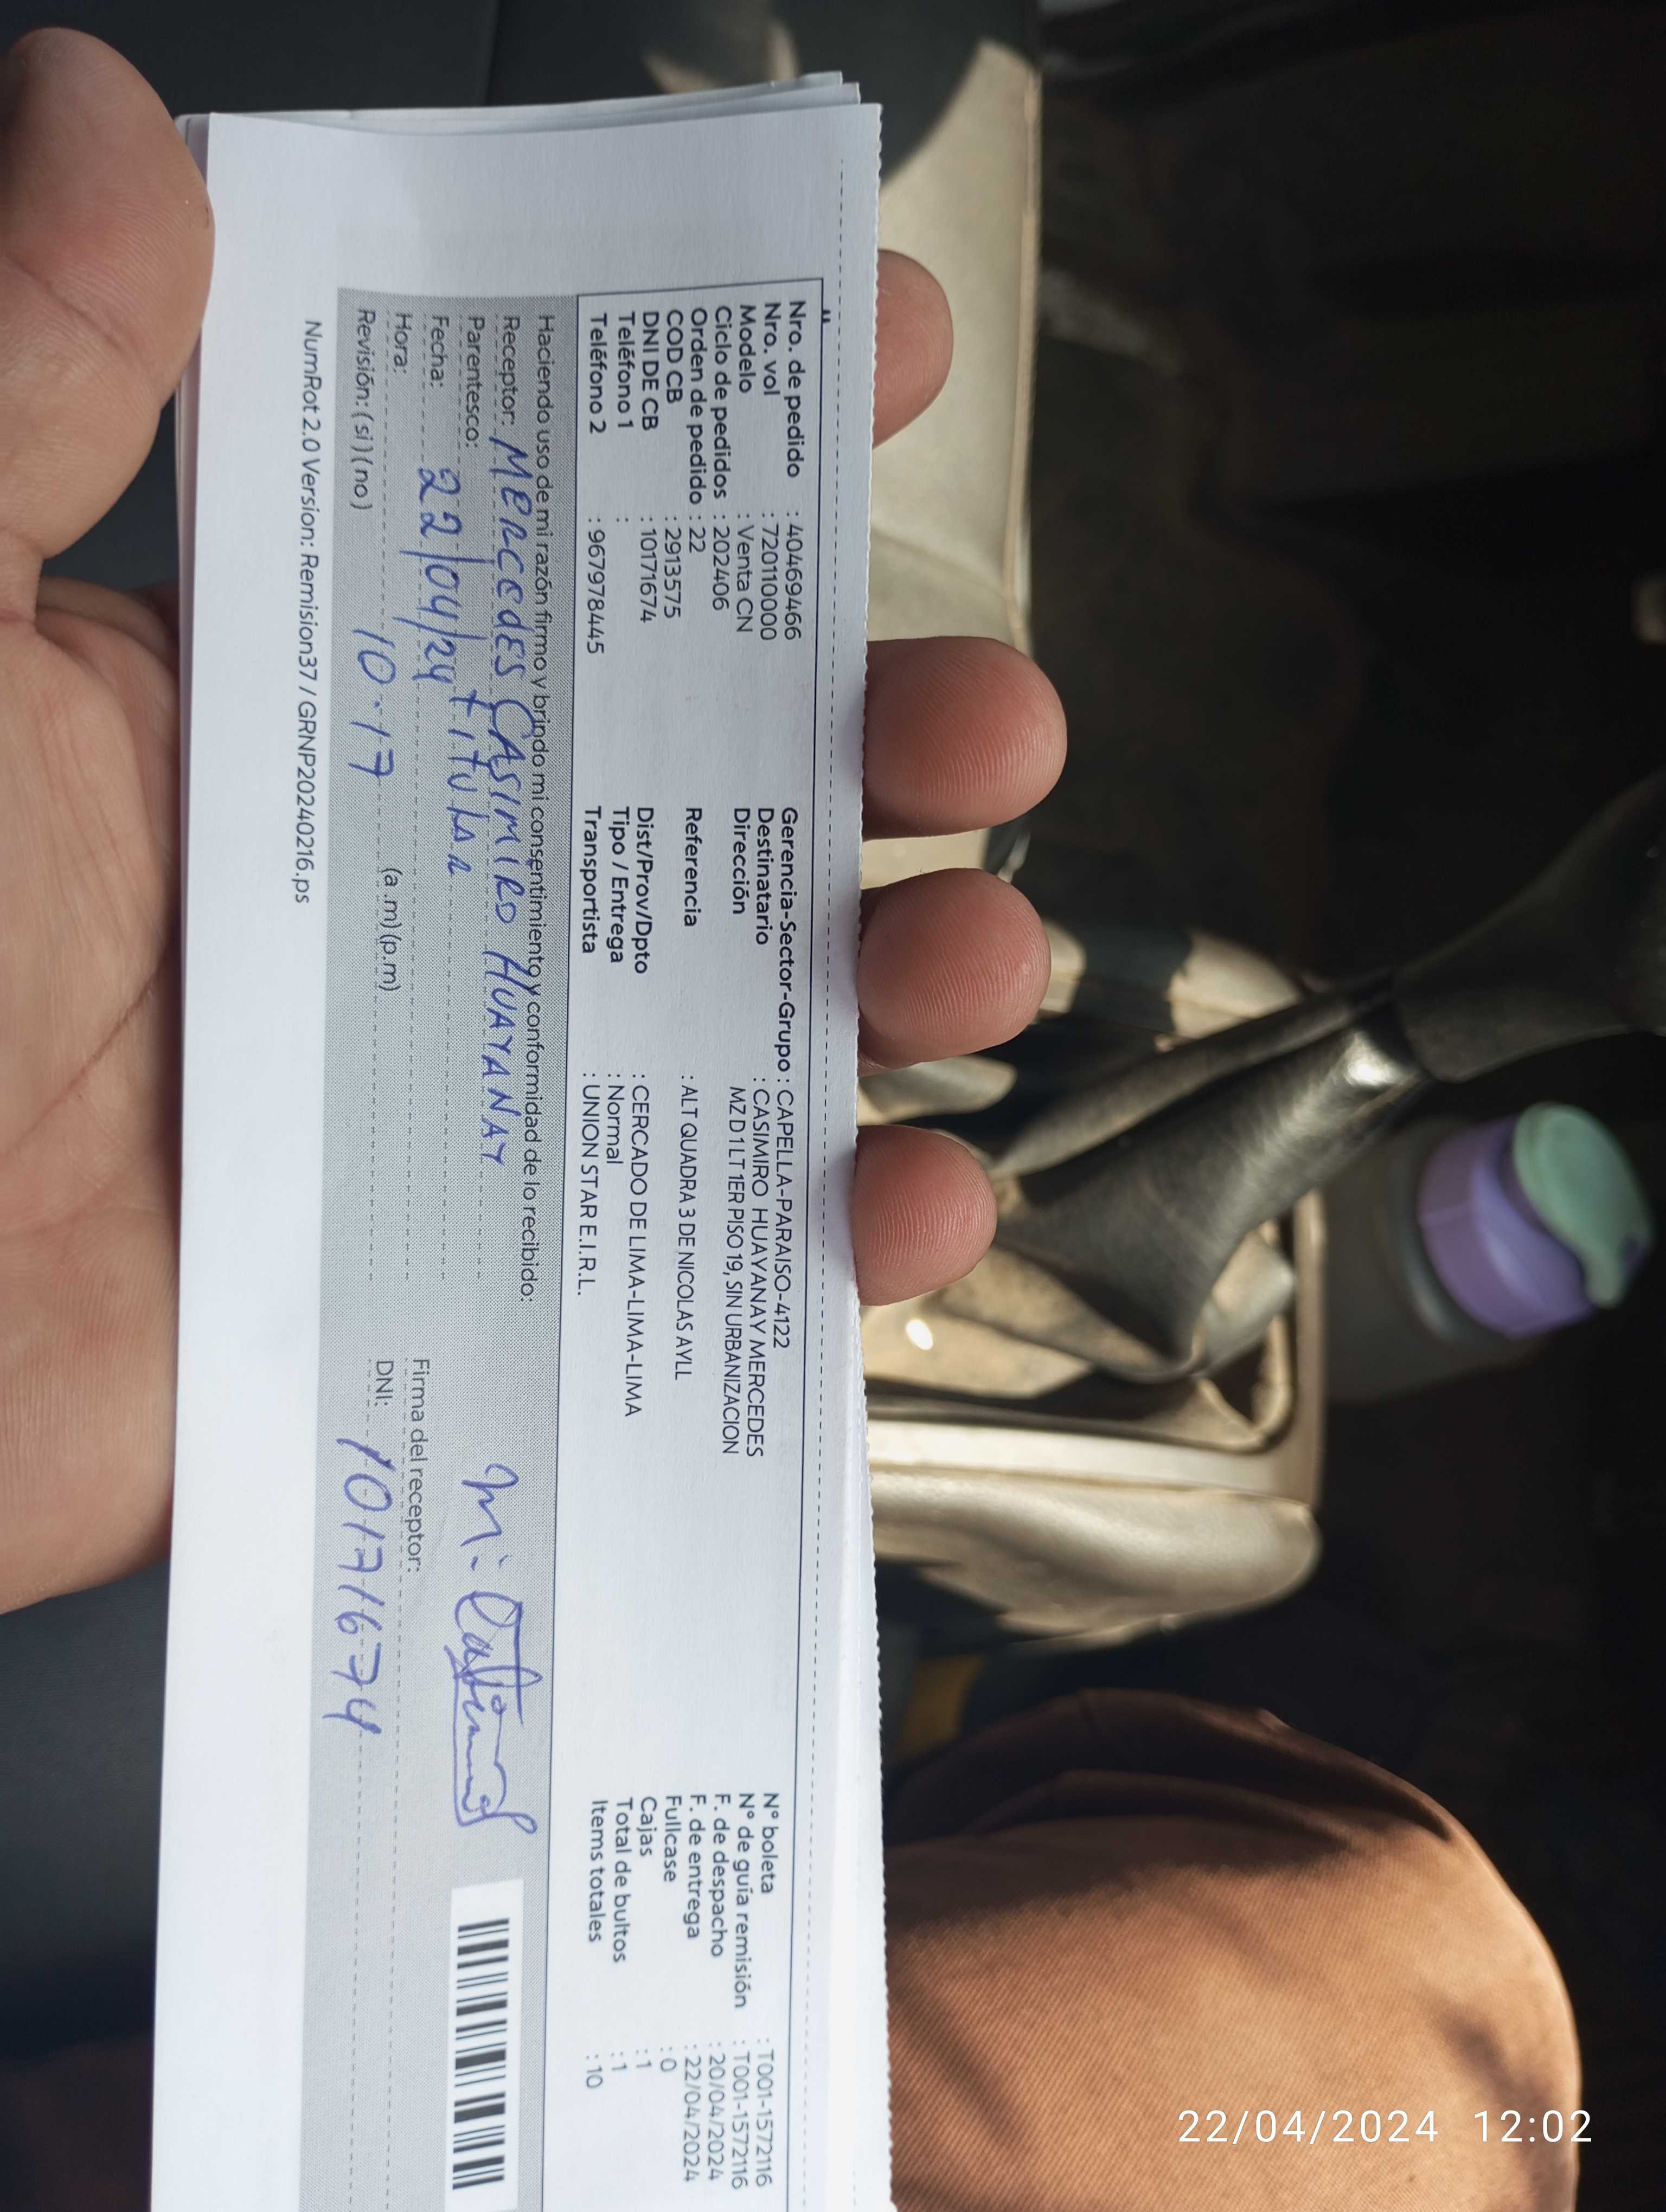 Nro. de pedido : 40469466
Nro. vol : 720110000
Modelo : Venta CN
Ciclo de pedidos : 202406
Orden de pedido : 22
COD CB : 2913575
DNI DE CB : 10171674
Teléfono 1 :
Teléfono 2 : 967978445
Gerencia-Sector-Grupo : CAPELLA-PARAISO-4122
Destinatario : CASIMIRO HUAYANAY MERCEDES
Dirección MZ D 1 LT 1ER PISO 19, SIN URBANIZACION
Referencia : ALT QUADRA 3 DE NICOLAS AYLL
Dist/Prov/Dpto : CERCADO DE LIMA-LIMA-LIMA
Tipo / Entrega : Normal
Transportista : UNION STAR E.I.R.L.
N° boleta : T001-1572116
N° de guía remisión : T001-1572116
F. de despacho : 20/04/2024
F. de entrega : 22/04/2024
Fullcase : 0
Cajas : 1
Total de bultos : 1
Items totales : 10
Haciendo uso de mi razón firmo y brindo mi consentimiento y conformidad de lo recibido:
Receptor: MERCEDES CASIMIRO HUAYANAY
Parentesco: titular
Fecha: 22/04/24
Hora: 10.17 (a .m) (p.m)
Revisión: ( si ) ( no )
Firma del receptor:
DNI: 10171674
NumRot 2.0 Version: Remision37 / GRNP20240216.ps
22/04/2024 12:02